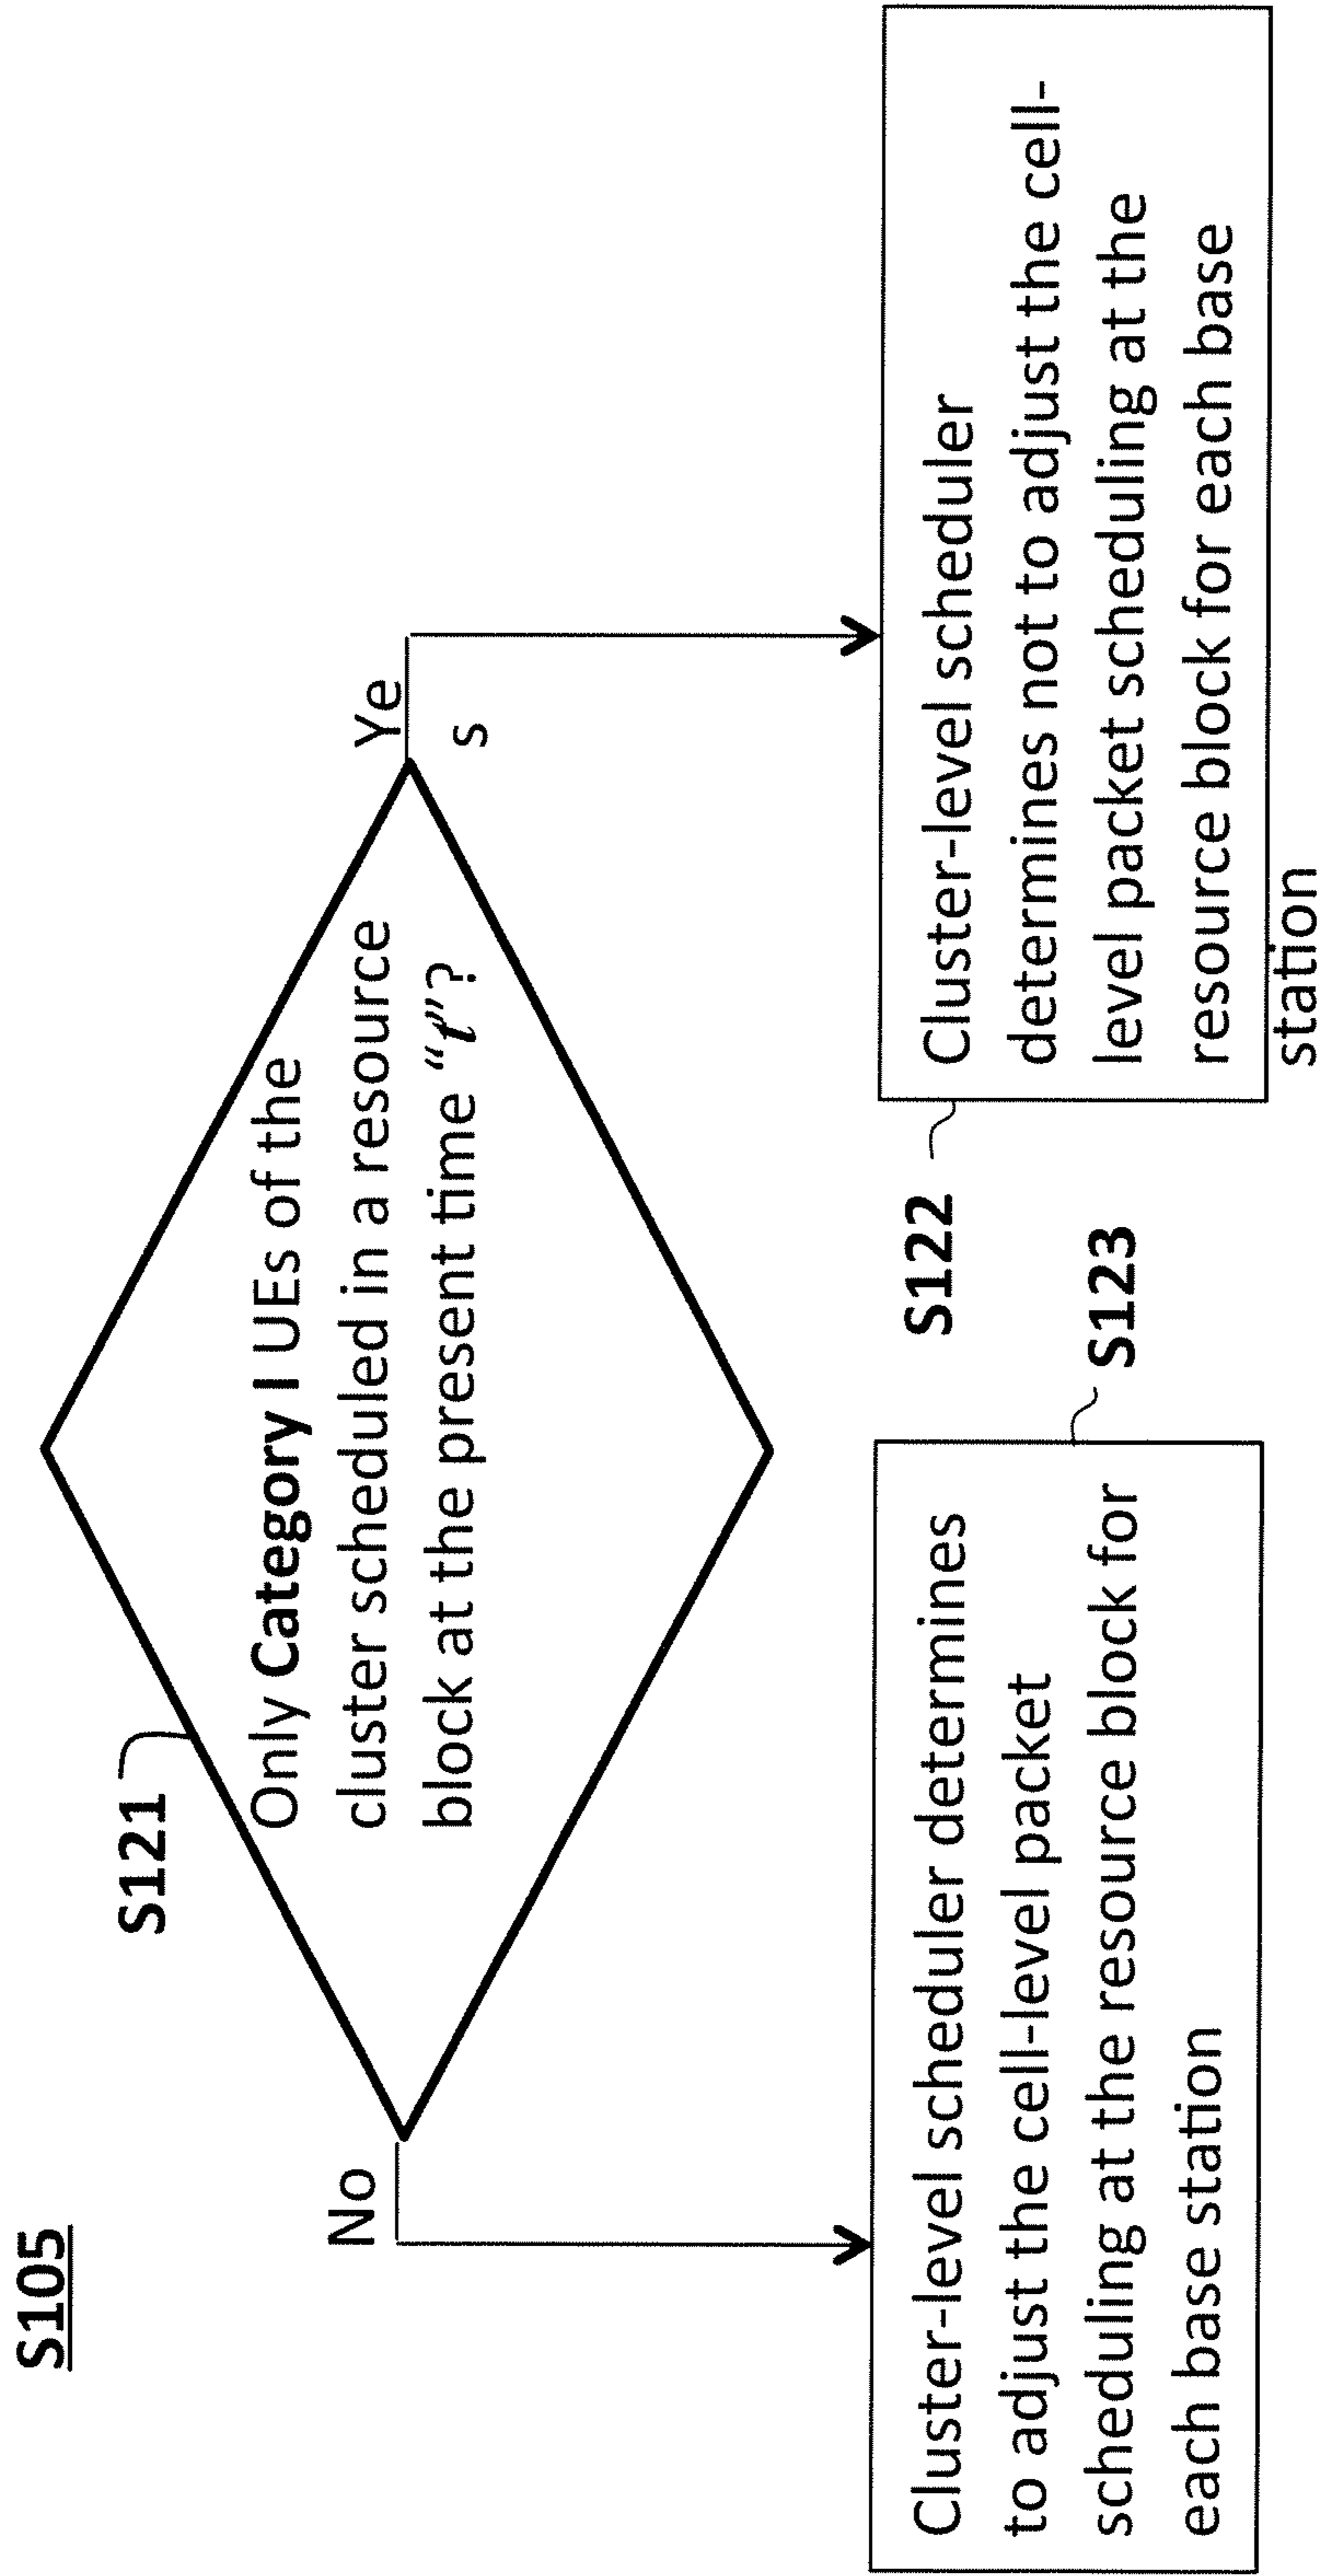 S105
S121
Only Category I UEs of the
cluster scheduled in a resource
block at the present time “t”?
No
Ye
s
Cluster-level scheduler determines
to adjust the cell-level packet
scheduling at the resource block for
each base station
S123
S122
Cluster-level scheduler
determines not to adjust the cell-
level packet scheduling at the
resource block for each base
station